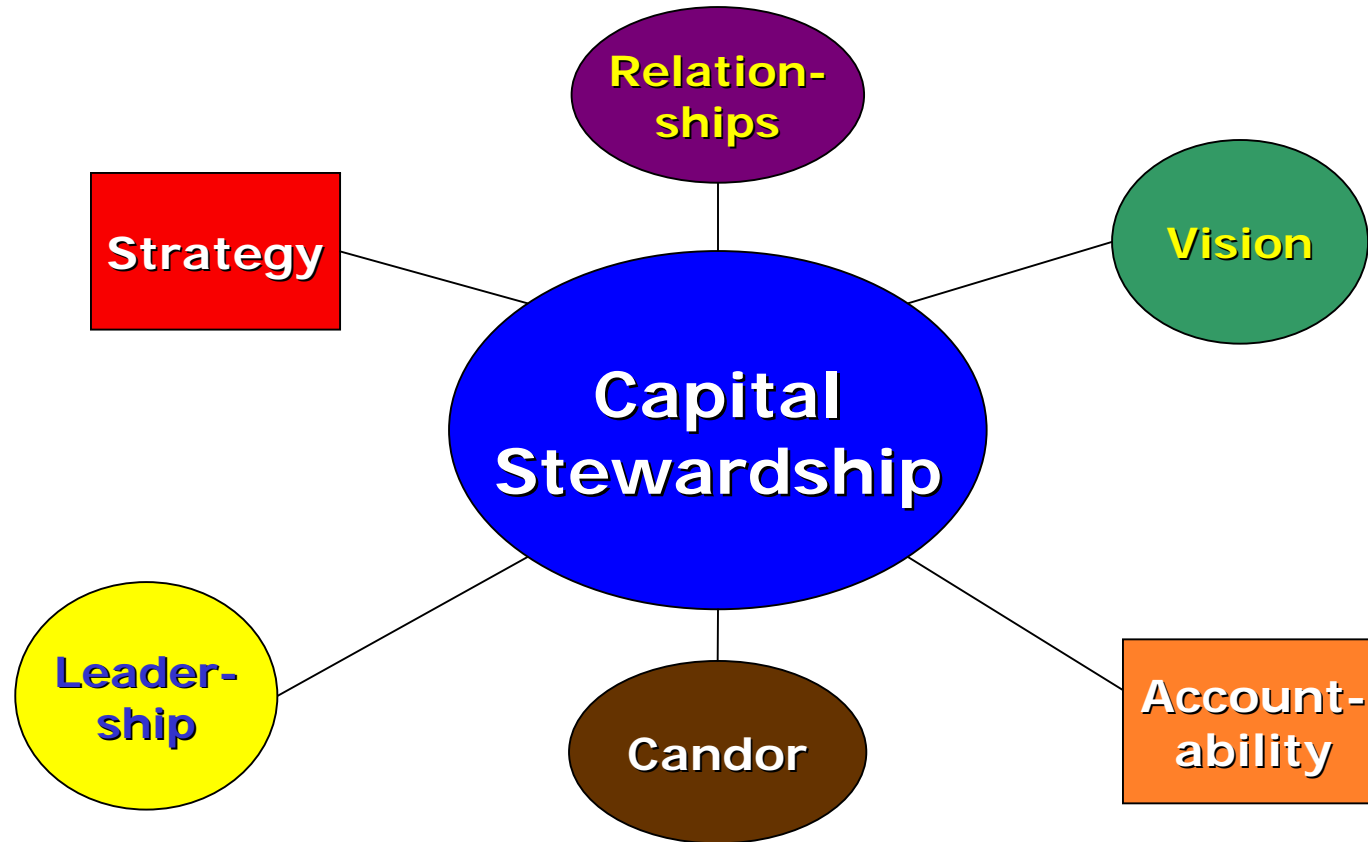 Relation-
ships
Strategy
Vision
Capital
Stewardship
Leader-
ship
Candor
Account-
ability